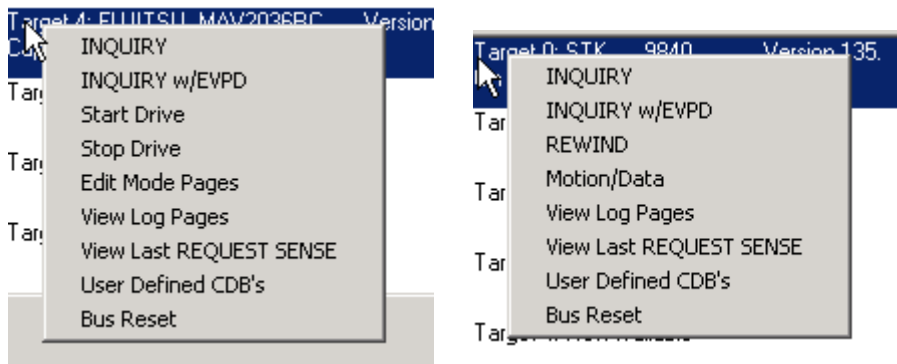 Target 4: FUJITSU MAV2036RC Version
INQUIRY
INQUIRY w/EVPD
Start Drive
Stop Drive
Edit Mode Pages
View Log Pages
View Last REQUEST SENSE
User Defined CDB's
Bus Reset
Target 0: STK 9840 Version 135.
INQUIRY
INQUIRY w/EVPD
REWIND
Motion/Data
View Log Pages
View Last REQUEST SENSE
User Defined CDB's
Bus Reset